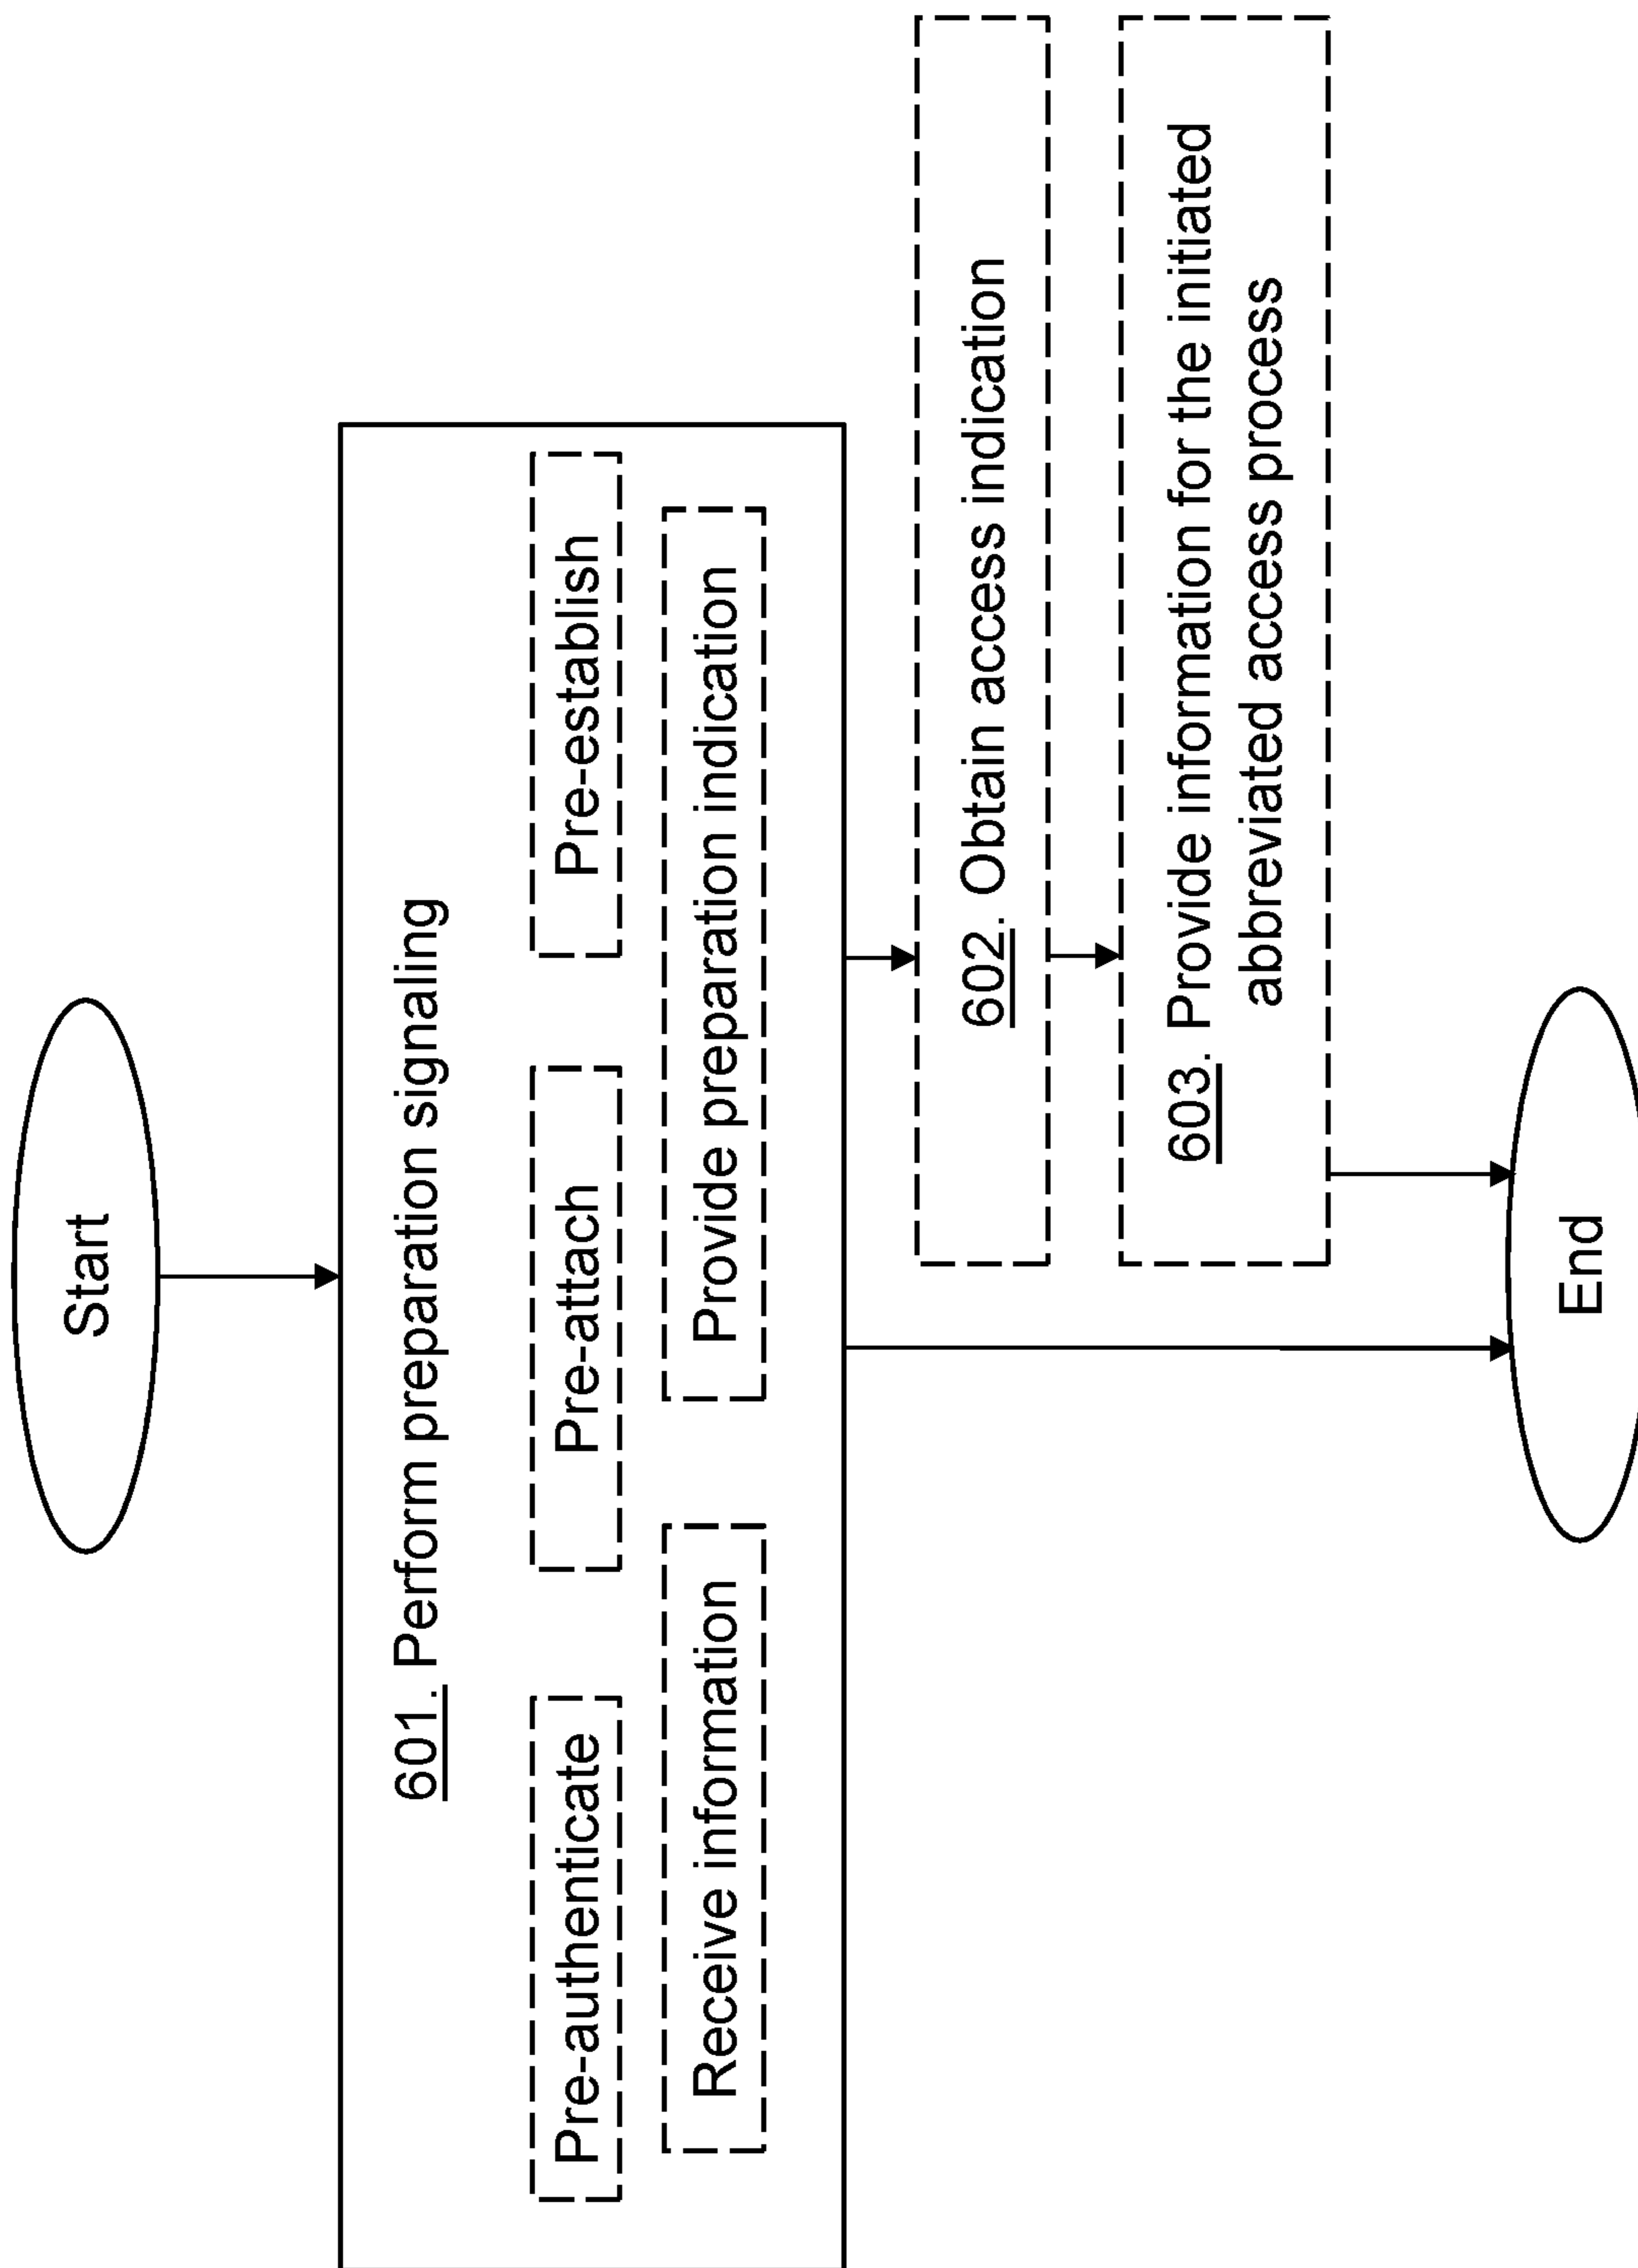 Start
601. Perform preparation signaling
Pre-authenticate
Pre-attach
Pre-establish
Receive information
Provide preparation indication
602. Obtain access indication
603. Provide information for the initiated
abbreviated access process
End